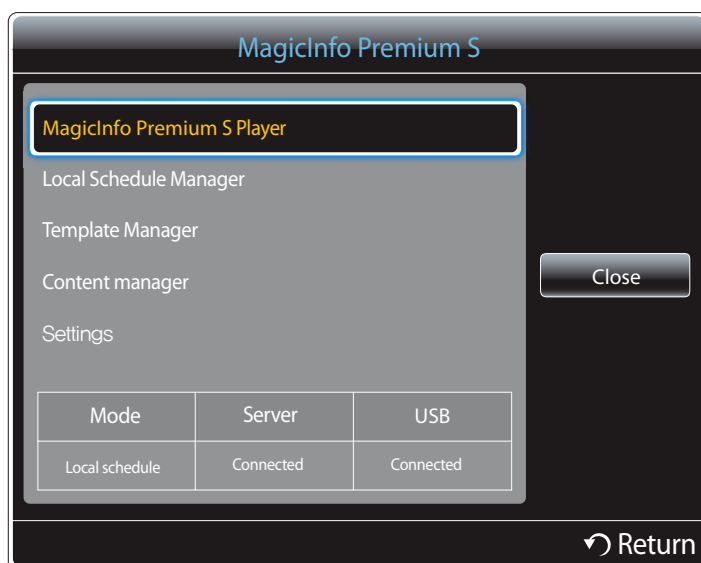 MagicInfo Premium S
MagicInfo Premium S Player
Local Schedule Manager
Template Manager
Content manager
Settings
Close
Mode Server USB
Local schedule Connected Connected
Return